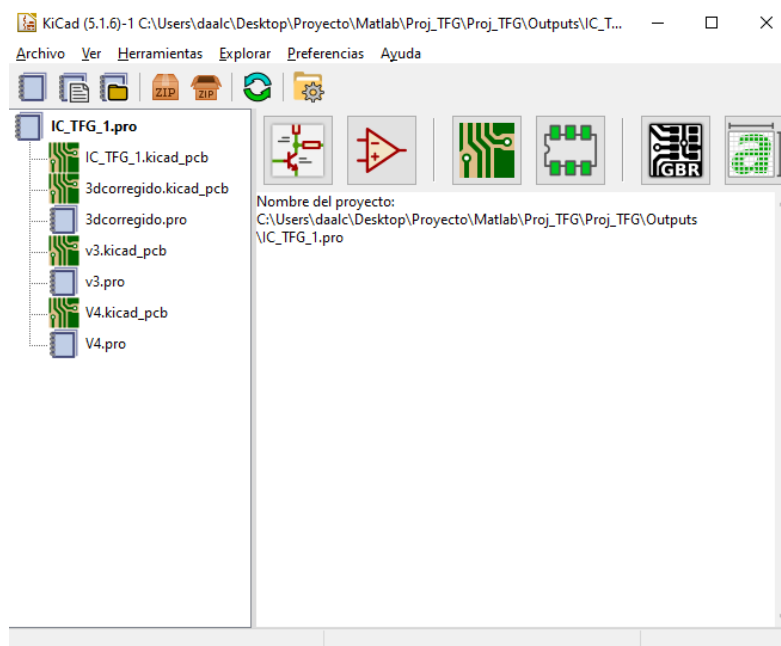 KiCad (5.1.6)-1 C:\Users\daalc\Desktop\Proyecto\Matlab\Proj_TFG\Proj_TFG\Outputs\IC_T...
Archivo Ver Herramientas Explorar Preferencias Ayuda
ZIP ZIP
IC_TFG_1.pro
IC_TFG_1.kicad_pcb
3dcorregido.kicad_pcb
3dcorregido.pro
v3.kicad_pcb
v3.pro
V4.kicad_pcb
V4.pro
GBR a
Nombre del proyecto:
C:\Users\daalc\Desktop\Proyecto\Matlab\Proj_TFG\Proj_TFG\Outputs
\IC_TFG_1.pro